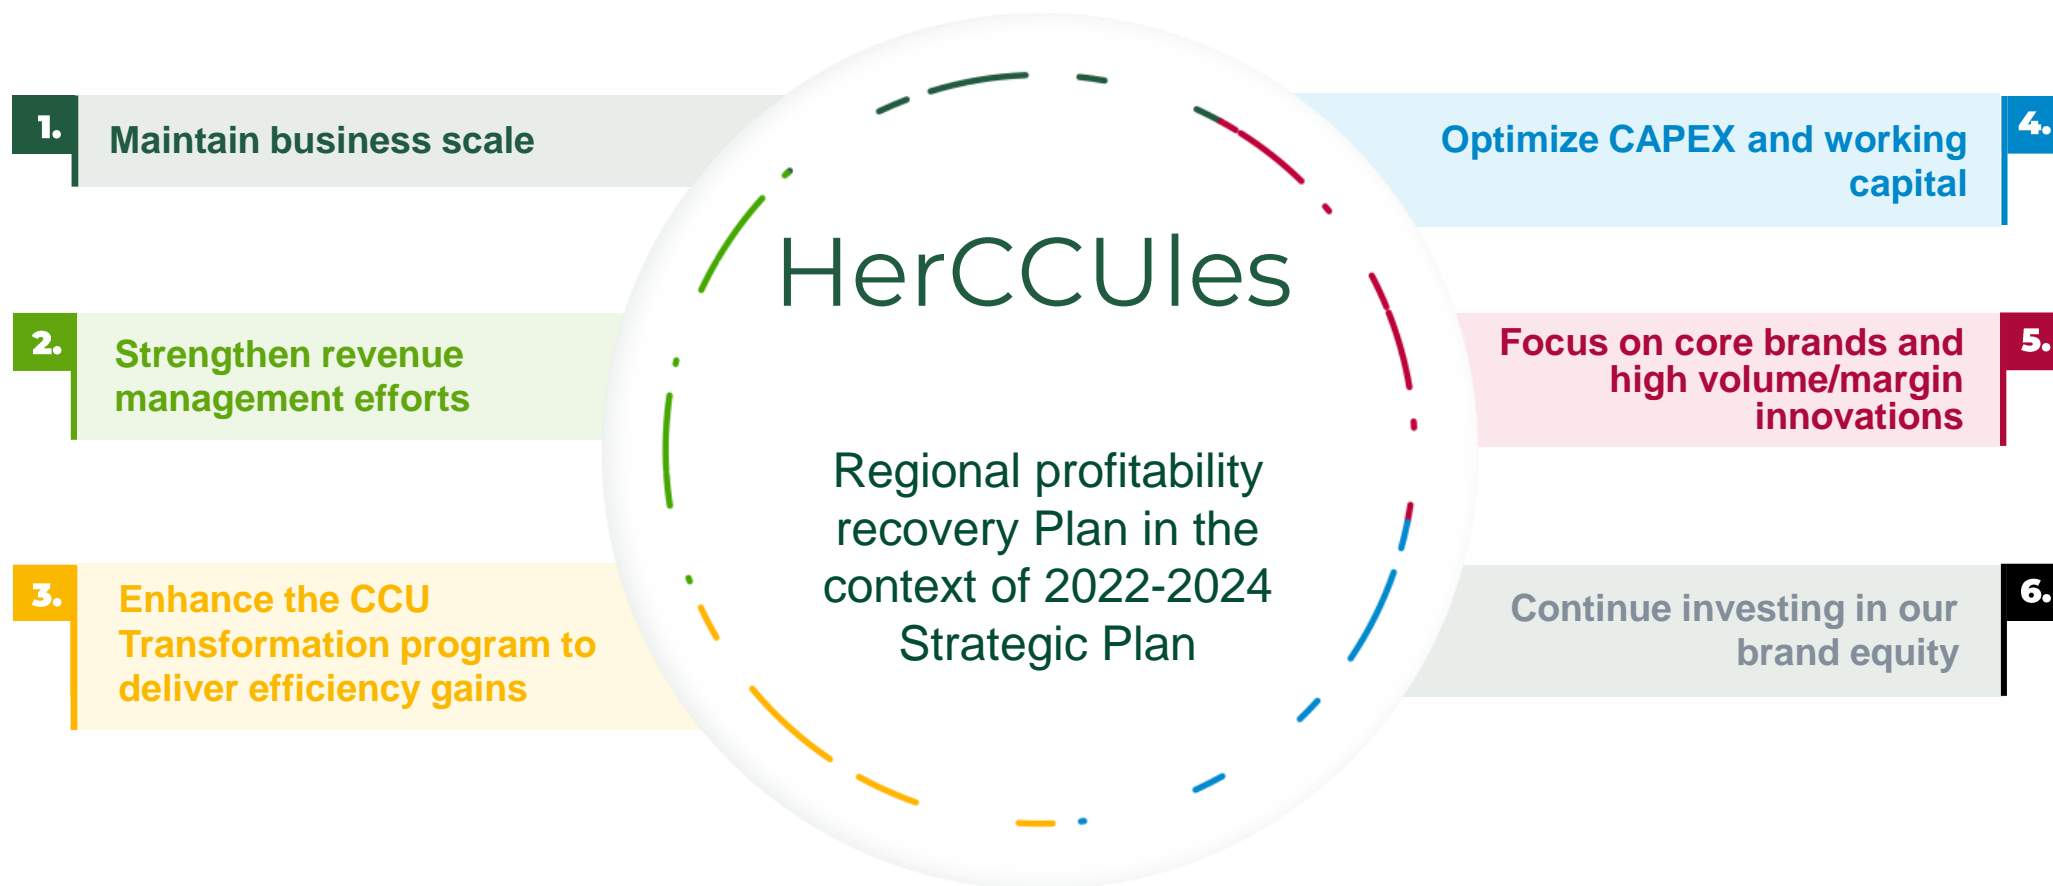 1.
Maintain business scale
2.
Strengthen revenue
management efforts
3.
Enhance the CCU
Transformation program to
deliver efficiency gains
HerCCUles
Regional profitability
recovery Plan in the
context of 2022-2024
Strategic Plan
4.
Optimize CAPEX and working
capital
5.
Focus on core brands and
high volume/margin
innovations
6.
Continue investing in our
brand equity